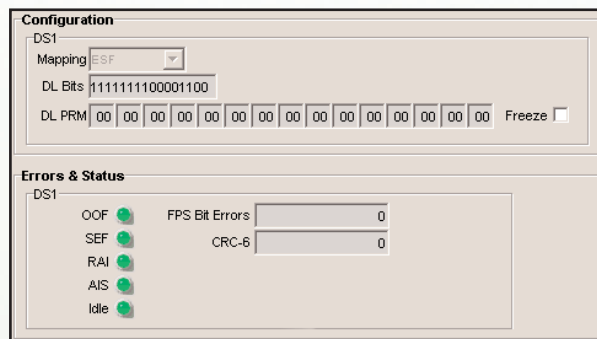 Configuration
DS1
Mapping ESF
DL Bits 1111111100001100
DL PRM 00 00 00 00 00 00 00 00 00 00 00 00 00 00 00 Freeze
Errors & Status
DS1
OOF FPS Bit Errors 0
SEF CRC-6 0
RAI
AIS
Idle